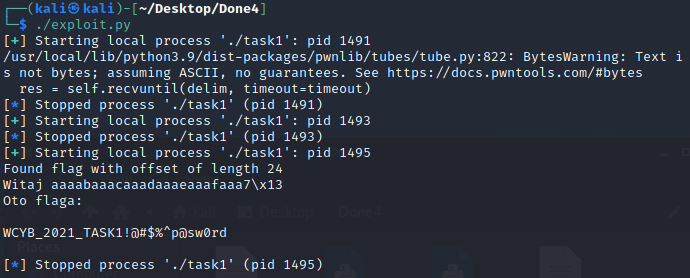 ┌──(kali㉿kali)-[~/Desktop/Done4]
└─$ ./exploit.py
[+] Starting local process './task1': pid 1491
/usr/local/lib/python3.9/dist-packages/pwnlib/tubes/tube.py:822: BytesWarning: Text i
s not bytes; assuming ASCII, no guarantees. See https://docs.pwntools.com/#bytes
  res = self.recvuntil(delim, timeout=timeout)
[*] Stopped process './task1' (pid 1491)
[+] Starting local process './task1': pid 1493
[*] Stopped process './task1' (pid 1493)
[+] Starting local process './task1': pid 1495
Found flag with offset of length 24
Witaj aaaabaaacaaadaaaeaaafaaa7\x13
Oto flaga:
kali Desktop Done4
WCYB_2021_TASK1!@#$%^p@sw0rd
Places
[*] Stopped process './task1' (pid 1495)